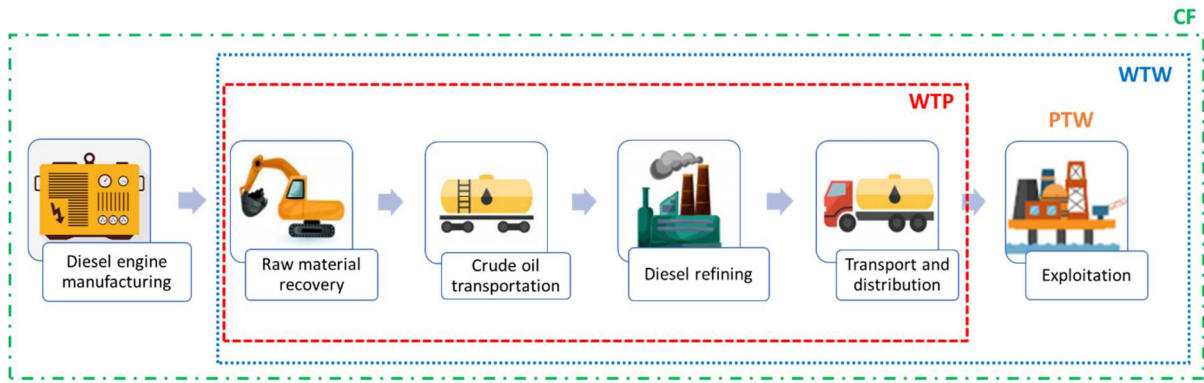 CF
WTW
WTP
PTW
Diesel engine
manufacturing
Raw material
recovery
Crude oil
transportation
Diesel refining
Transport and
distribution
Exploitation